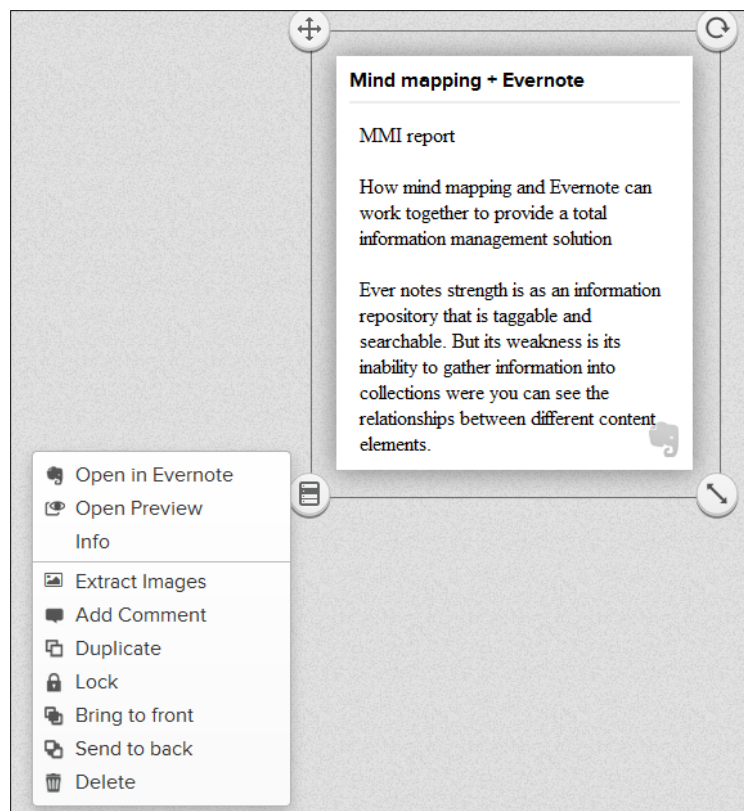 Mind mapping + Evernote
MMI report
How mind mapping and Evernote can
work together to provide a total
information management solution
Ever notes strength is as an information
repository that is taggable and
searchable. But its weakness is its
inability to gather information into
collections were you can see the
relationships between different content
elements.
Open in Evernote
Open Preview
Info
Extract Images
Add Comment
Duplicate
Lock
Bring to front
Send to back
Delete